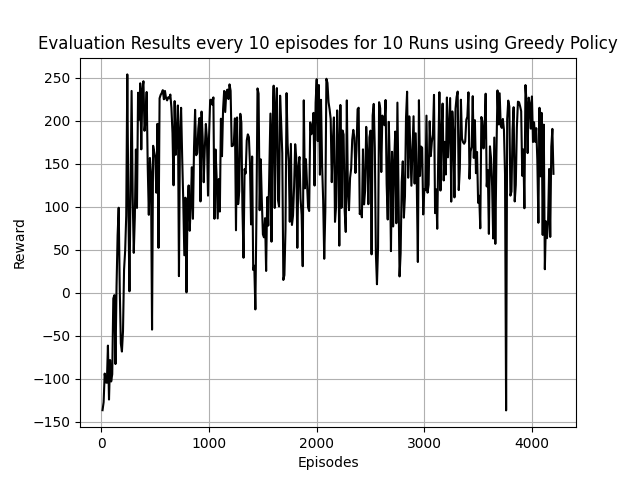 Evaluation Results every 10 episodes for 10 Runs using Greedy Policy
250
200
150
100
50
0
−50
−100
−150
Reward
0 1000 2000 3000 4000
Episodes